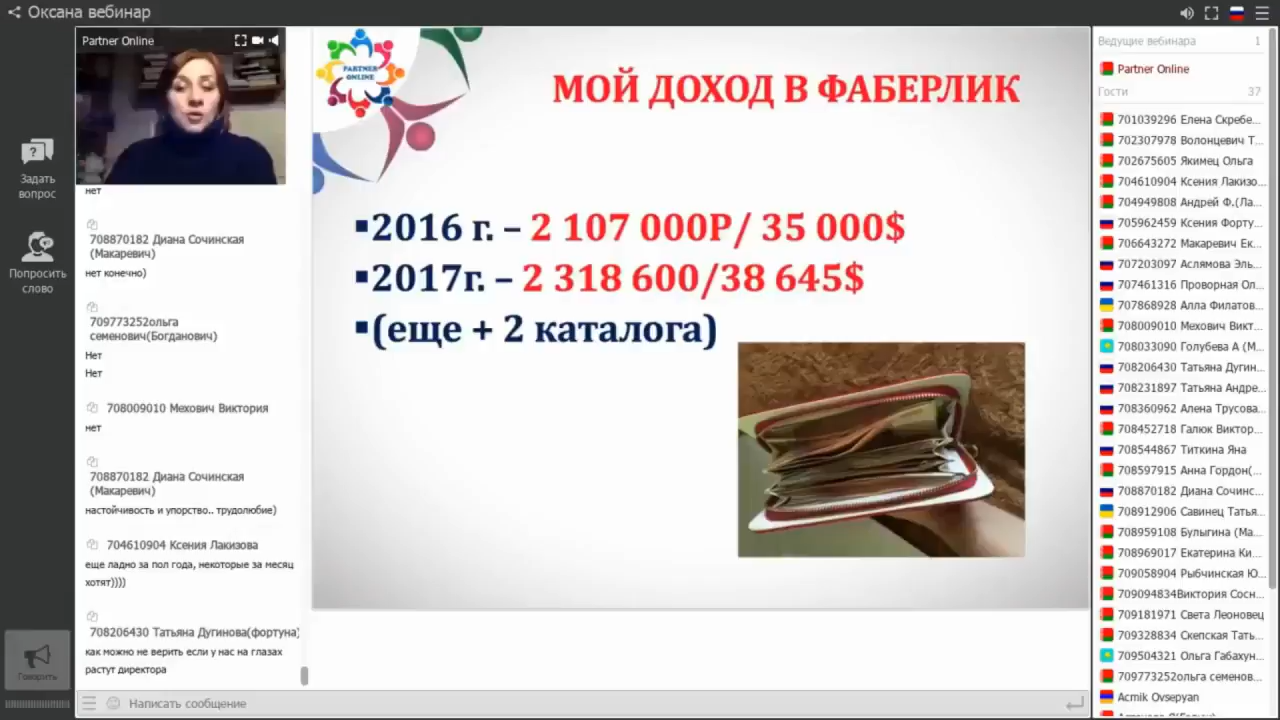 Оксана вебинар
Partner Online
Задать
вопрос
Попросить
слово
Говорить
нет
708870182 Диана Сочинская
(Макаревич)
нет конечно)
709773252ольга
семенович(Богданович)
Нет
Нет
708009010 Мехович Виктория
нет
708870182 Диана Сочинская
(Макаревич)
настойчивость и упорство.. трудолюбие)
704610904 Ксения Лакизова
еще ладно за пол года, некоторые за месяц
хотят))))
708206430 Татьяна Дугинова(фортуна)
как можно не верить если у нас на глазах
растут директора
Написать сообщение
PARTNER
ONLINE
МОЙ ДОХОД В ФАБЕРЛИК
▪2016 г. – 2 107 000Р/ 35 000$
▪2017г. – 2 318 600/38 645$
▪(еще + 2 каталога)
Ведущие вебинара 1
Partner Online
Гости 37
701039296 Елена Скребе...
702307978 Волонцевич Т...
702675605 Якимец Ольга
704610904 Ксения Лакизо...
704949808 Андрей Ф.(Ла...
705962459 Ксения Форту...
706643272 Макаревич Ек...
707203097 Аслямова Эль...
707461316 Проворная Ол...
707868928 Алла Филатов...
708009010 Мехович Викт...
708033090 Голубева А (М...
708206430 Татьяна Дугин...
708231897 Татьяна Андре...
708360962 Алена Трусова...
708452718 Галюк Виктор...
708544867 Титкина Яна
708597915 Анна Гордон(...
708870182 Диана Сочинс...
708912906 Савинец Татья...
708959108 Булыгина (Ма...
708969017 Екатерина Ки...
709058904 Рыбчинская Ю...
709094834Виктория Сосн...
709181971 Света Леоновец
709328834 Скепская Тать...
709504321 Ольга Габахун...
709773252ольга семенов...
Acmik Ovsepyan